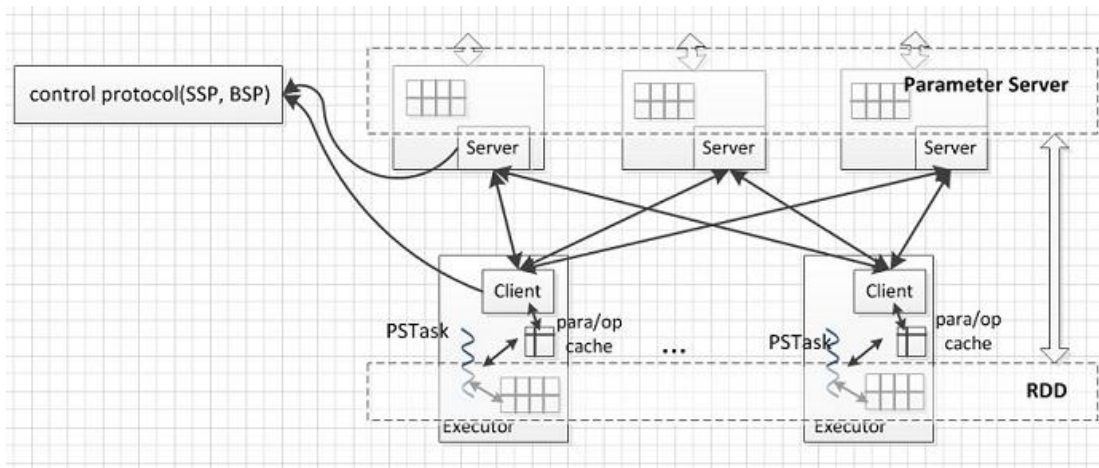 control protocol(SSP, BSP)
Parameter Server
Server
Server
Server
Client
Client
PSTask
para/op
cache
...
PSTask
para/op
cache
RDD
Executor
Executor